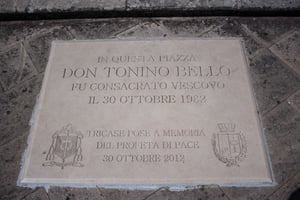 IN QUESTA PIAZZA
DON TONINO BELLO
FU CONSACRATO VESCOVO
IL 30 OTTOBRE 1982
TRICASE POSE A MEMORIA
DEL PROFETA DI PACE
30 OTTOBRE 2012